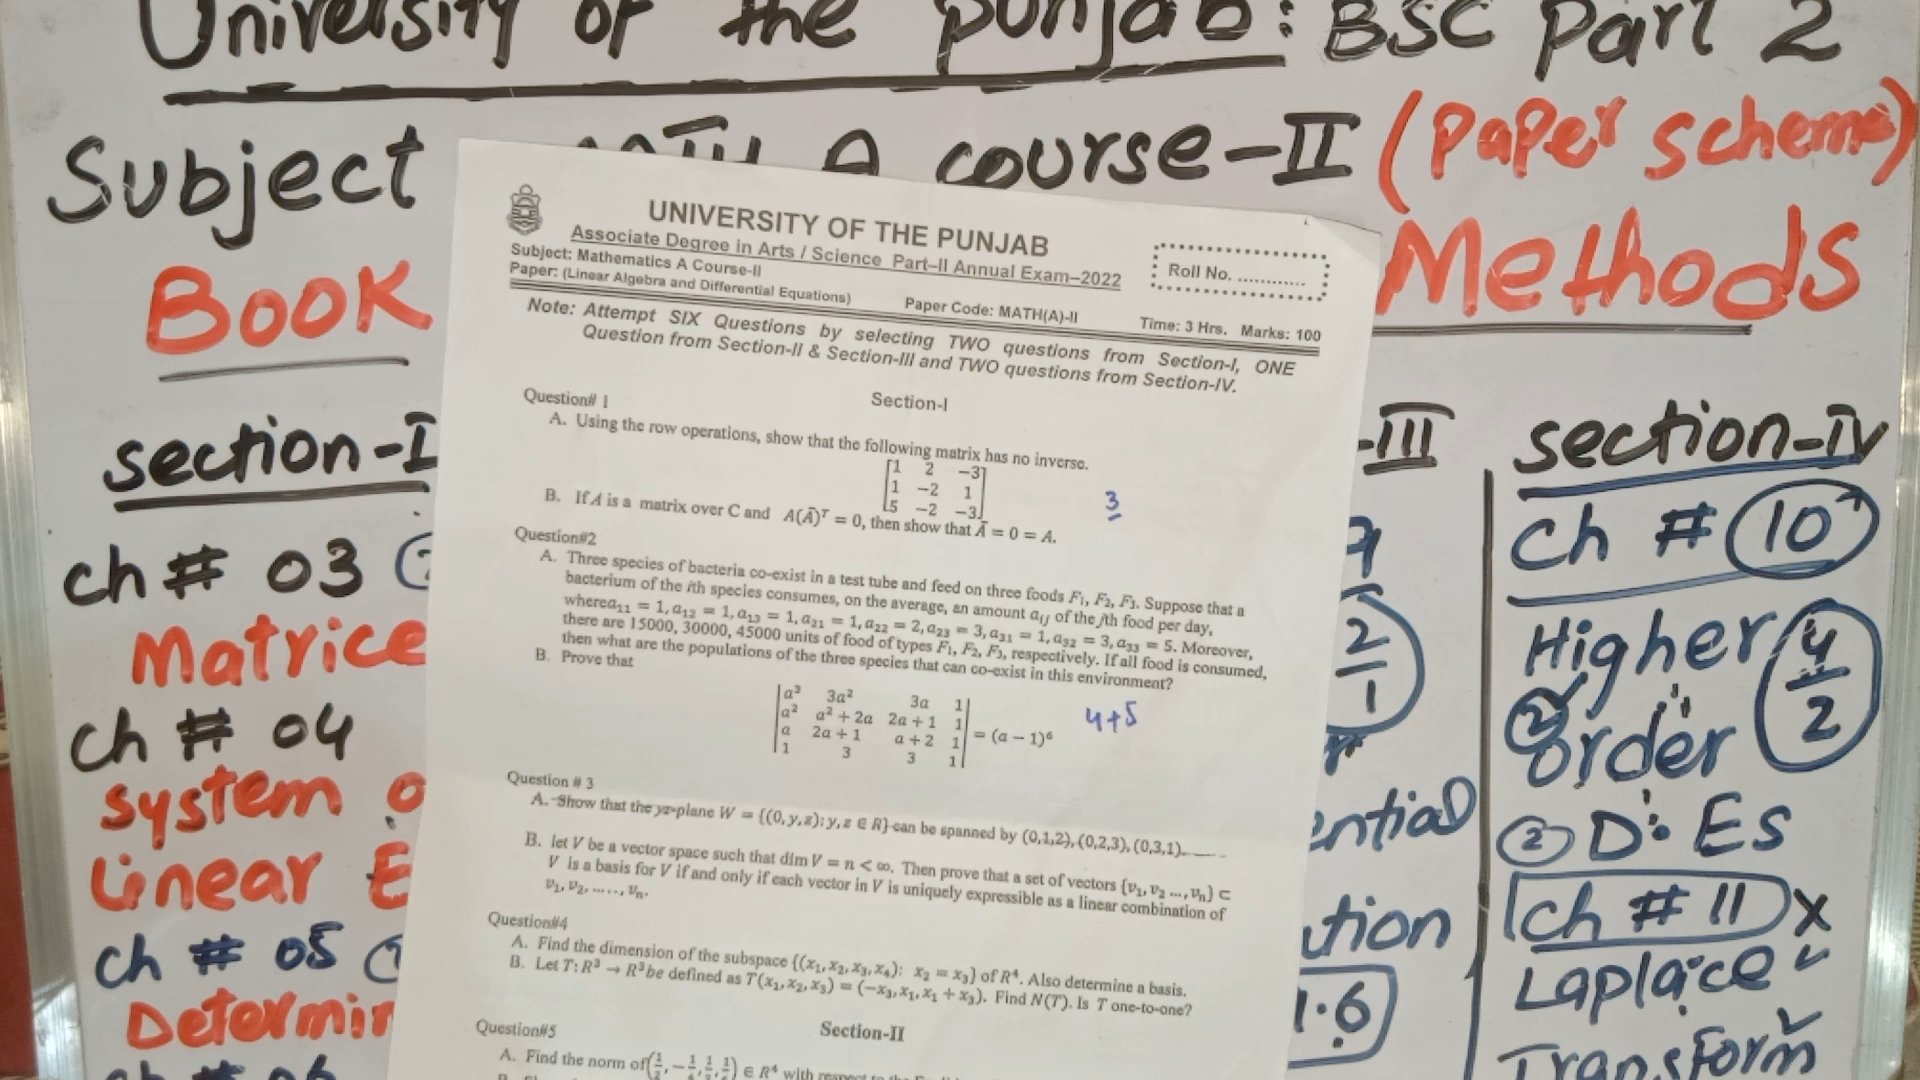 University of the punjab: BSC Part 2
Subject A course-II (Paper scheme)
Book Methods
section-I
ch # 03
Matrice
ch # 04
System o
Linear E
ch # 05
Determin
UNIVERSITY OF THE PUNJAB
Associate Degree in Arts / Science Part–II Annual Exam–2022
Subject: Mathematics A Course-II
Paper: (Linear Algebra and Differential Equations)
Paper Code: MATH(A)-II
Time: 3 Hrs. Marks: 100
Roll No. ............
Note: Attempt SIX Questions by selecting TWO questions from Section-I, ONE
Question from Section-II & Section-III and TWO questions from Section-IV.
Section-I
Question# 1
A. Using the row operations, show that the following matrix has no inverse.
[1 2 −3]
[1 −2 1]
[5 −2 −3]
3
B. If A is a matrix over C and A(Ā)ᵀ = 0, then show that Ā = 0 = A.
Question#2
A. Three species of bacteria co-exist in a test tube and feed on three foods F₁, F₂, F₃. Suppose that a
bacterium of the ith species consumes, on the average, an amount aᵢⱼ of the jth food per day,
where a₁₁ = 1, a₁₂ = 1, a₁₃ = 1, a₂₁ = 1, a₂₂ = 2, a₂₃ = 3, a₃₁ = 1, a₃₂ = 3, a₃₃ = 5. Moreover,
there are 15000, 30000, 45000 units of food of types F₁, F₂, F₃, respectively. If all food is consumed,
then what are the populations of the three species that can co-exist in this environment?
B. Prove that
|a³ 3a² 3a 1|
|a² a² + 2a 2a + 1 1|
|a 2a + 1 a + 2 1| = (a − 1)⁶
|1 3 3 1|
4+5
Question # 3
A. Show that the yz-plane W = {(0, y, z): y, z ∈ R} can be spanned by (0,1,2), (0,2,3), (0,3,1).
B. let V be a vector space such that dim V = n < ∞. Then prove that a set of vectors {v₁, v₂ ..., vₙ} ⊂
V is a basis for V if and only if each vector in V is uniquely expressible as a linear combination of
v₁, v₂, ....., vₙ.
Question#4
A. Find the dimension of the subspace {(x₁, x₂, x₃, x₄): x₂ = x₃} of R⁴. Also determine a basis.
B. Let T: R³ → R³ be defined as T(x₁, x₂, x₃) = (−x₃, x₁, x₁ + x₃). Find N(T). Is T one-to-one?
Section-II
Question#5
A. Find the norm of ∈ R⁴ with respect to the
-III
2
1
ential
ution
1.6
section-iv
ch # 10
Higher
4
2
order
② D. Es
ch # 11 X
Laplace
Transform